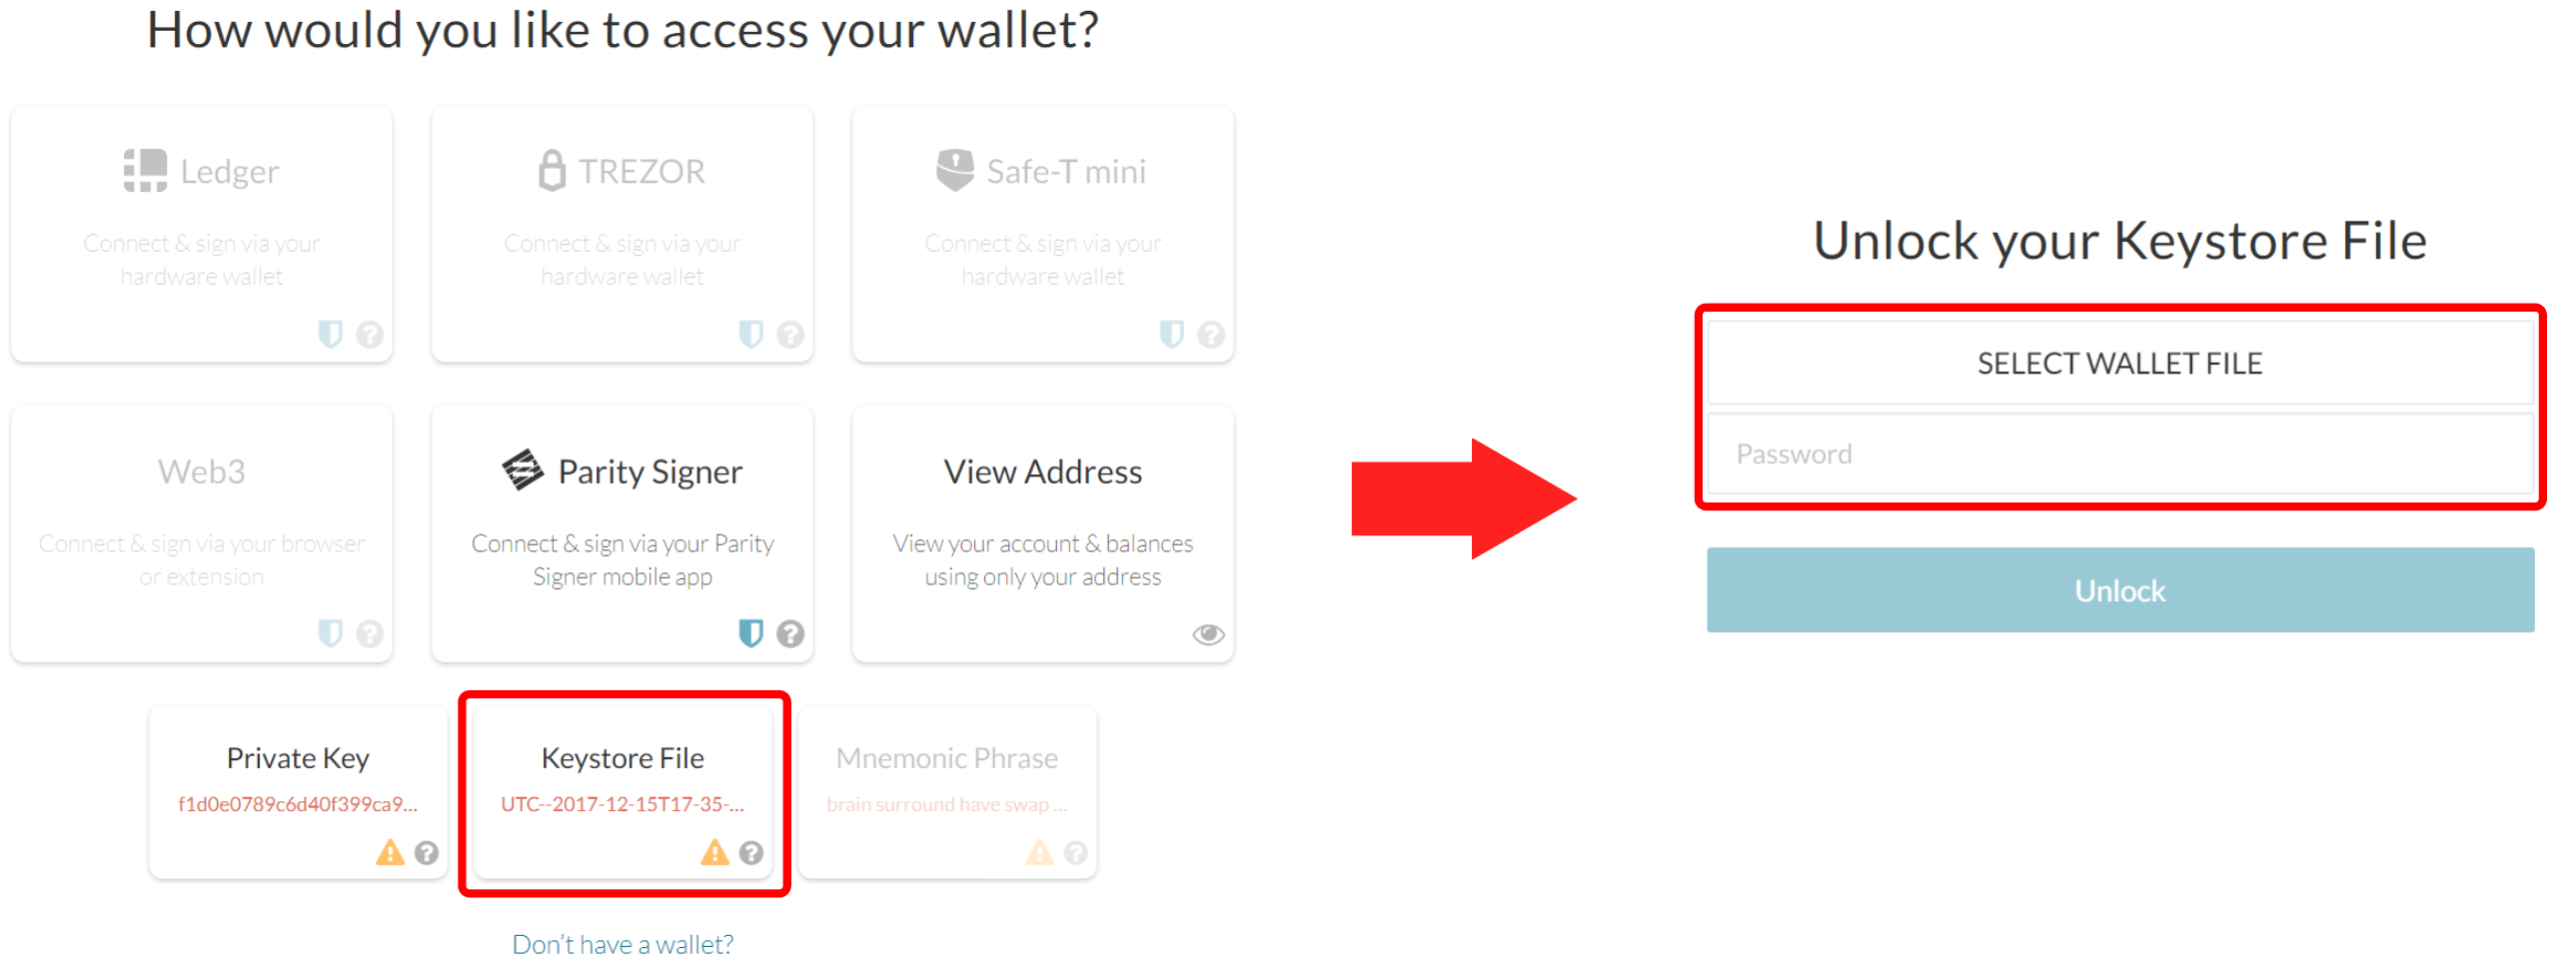 How would you like to access your wallet?
Ledger
Connect & sign via your
hardware wallet
TREZOR
Connect & sign via your
hardware wallet
Safe-T mini
Connect & sign via your
hardware wallet
Web3
Connect & sign via your browser
or extension
Parity Signer
Connect & sign via your Parity
Signer mobile app
View Address
View your account & balances
using only your address
Private Key
f1d0e0789c6d40f399ca9...
Keystore File
UTC--2017-12-15T17-35-...
Mnemonic Phrase
brain surround have swap ...
Don't have a wallet?
Unlock your Keystore File
SELECT WALLET FILE
Password
Unlock